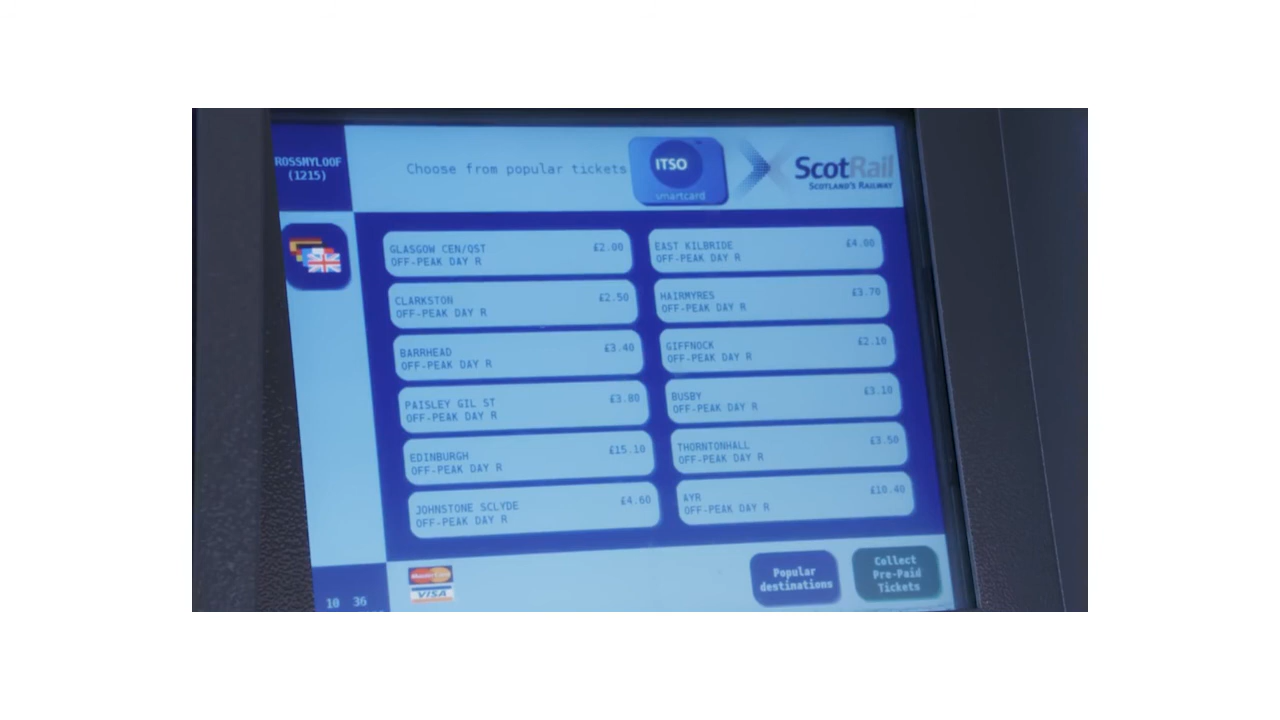 ROSSMYLOOF
(1215)
Choose from popular tickets
ITSO
smartcard
ScotRail
SCOTLAND'S RAILWAY
GLASGOW CEN/QST £2.00
OFF-PEAK DAY R
EAST KILBRIDE £4.00
OFF-PEAK DAY R
CLARKSTON £2.50
OFF-PEAK DAY R
HAIRMYRES £3.70
OFF-PEAK DAY R
BARRHEAD £3.40
OFF-PEAK DAY R
GIFFNOCK £2.10
OFF-PEAK DAY R
PAISLEY GIL ST £3.80
OFF-PEAK DAY R
BUSBY £3.10
OFF-PEAK DAY R
EDINBURGH £15.10
OFF-PEAK DAY R
THORNTONHALL £3.50
OFF-PEAK DAY R
JOHNSTONE SCLYDE £4.60
OFF-PEAK DAY R
AYR £10.40
OFF-PEAK DAY R
MasterCard
VISA
Popular
destinations
Collect
Pre-Paid
Tickets
10 36